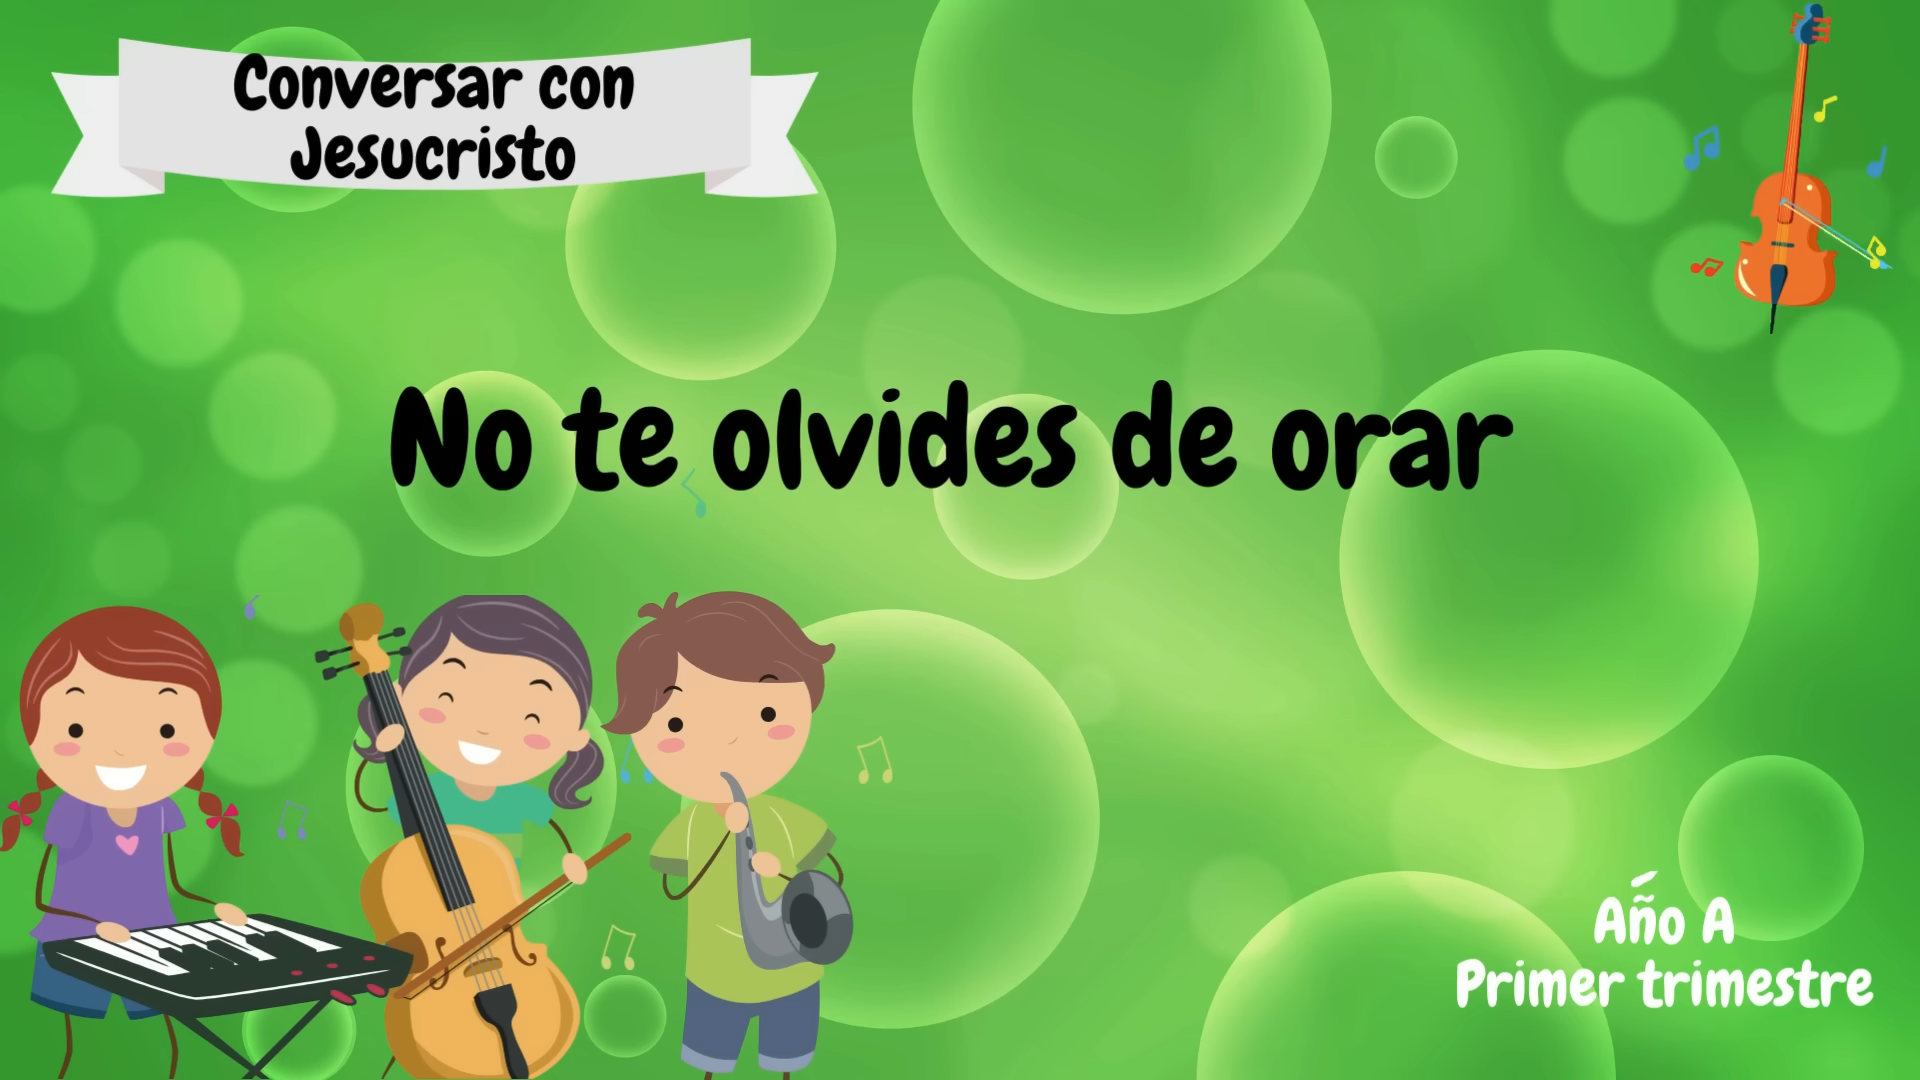 Conversar con
Jesucristo
No te olvides de orar
Año A
Primer trimestre